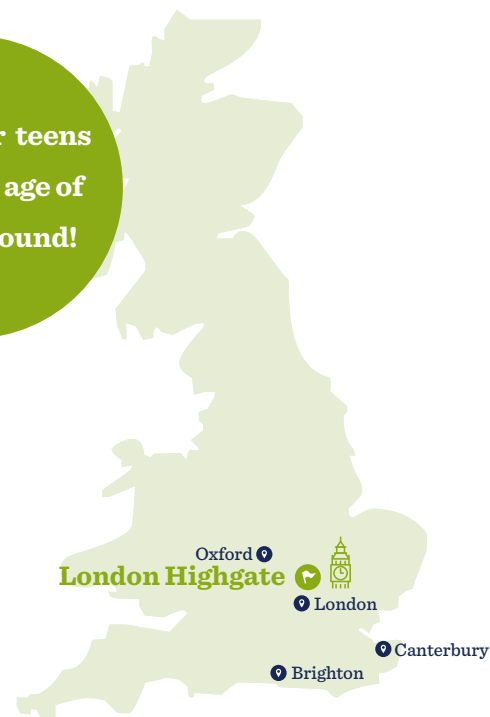 teens
age of
ound!
Oxford
London Highgate
London
Canterbury
Brighton